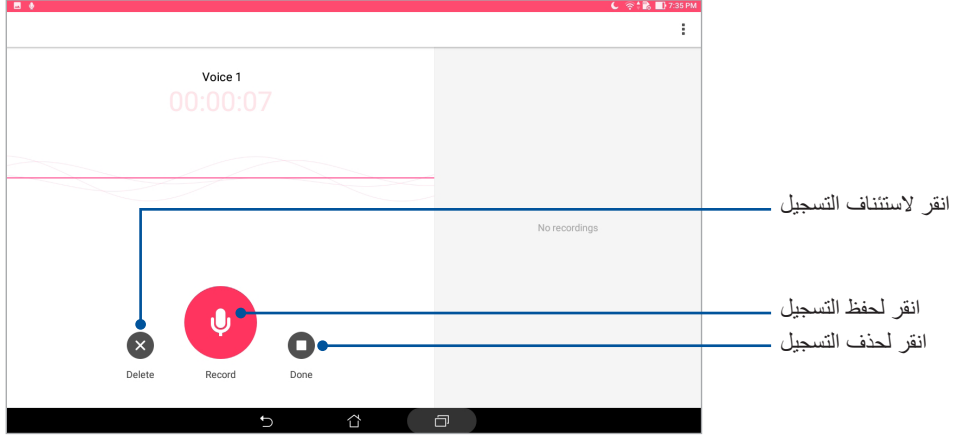 7:35 PM
Voice 1
00:00:07
No recordings
انقر لاستئناف التسجيل
انقر لحفظ التسجيل
انقر لحذف التسجيل
Delete
Record
Done